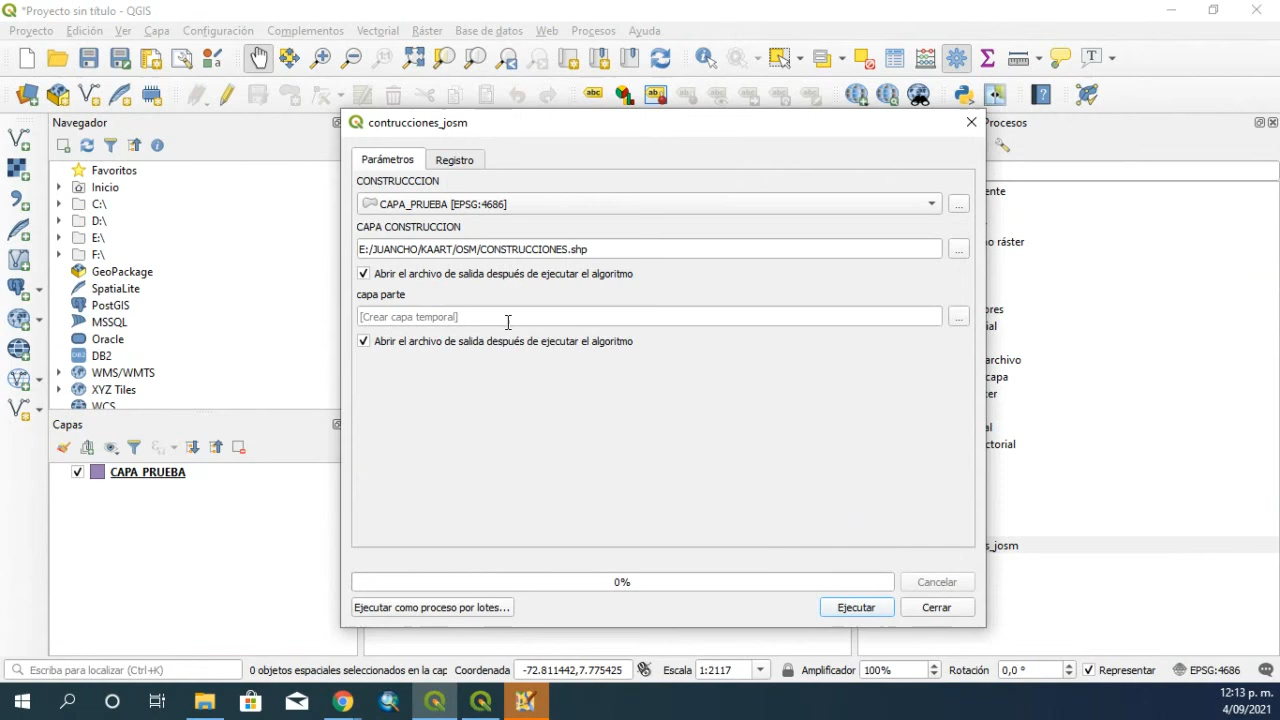 *Proyecto sin título - QGIS
Proyecto Edición Ver Capa Configuración Complementos Vectorial Ráster Base de datos Web Procesos Ayuda
Navegador
Favoritos
Inicio
C:\
D:\
E:\
F:\
GeoPackage
SpatiaLite
PostGIS
MSSQL
Oracle
DB2
WMS/WMTS
XYZ Tiles
WCS
Capas
CAPA PRUEBA
contrucciones_josm
Parámetros Registro
CONSTRUCCCION
CAPA_PRUEBA [EPSG:4686]
...
CAPA CONSTRUCCION
E:/JUANCHO/KAART/OSM/CONSTRUCCIONES.shp
...
Abrir el archivo de salida después de ejecutar el algoritmo
capa parte
[Crear capa temporal]
...
Abrir el archivo de salida después de ejecutar el algoritmo
0%
Cancelar
Ejecutar como proceso por lotes...
Ejecutar
Cerrar
Procesos
ente
o ráster
ores
al
archivo
capa
ter
al
ctorial
s_josm
Escriba para localizar (Ctrl+K) 0 objetos espaciales seleccionados en la cap Coordenada -72.811442,7.775425 Escala 1:2117 Amplificador 100% Rotación 0,0 ° Representar EPSG:4686
12:13 p. m.
4/09/2021